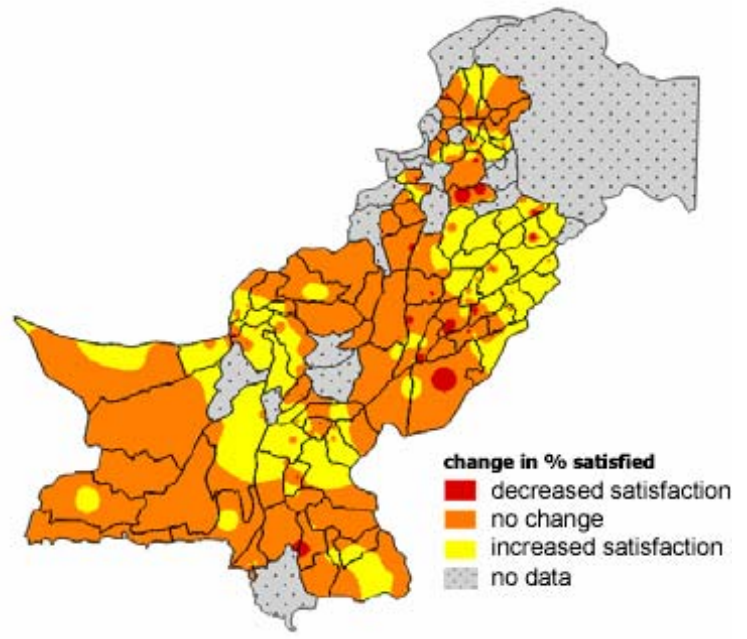 change in % satisfied
decreased satisfaction
no change
increased satisfaction
no data